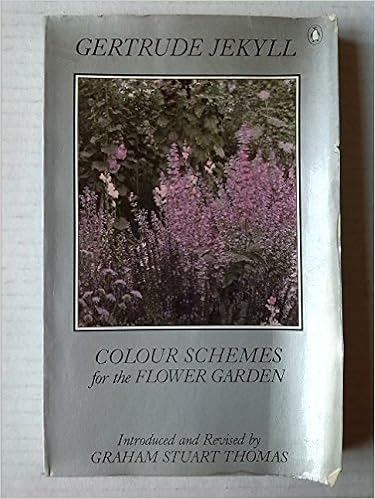 GERTRUDE JEKYLL
COLOUR SCHEMES
for the FLOWER GARDEN
Introduced and Revised by
GRAHAM STUART THOMAS